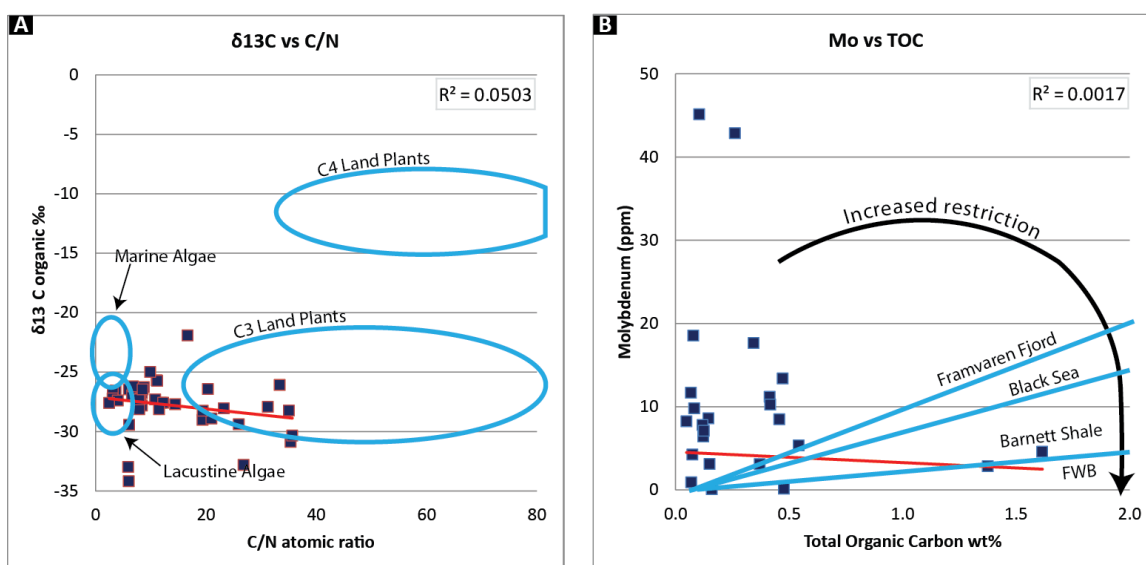 A
δ13C vs C/N
R² = 0.0503
0
-5
-10
-15
-20
-25
-30
-35
δ13 C organic ‰
C4 Land Plants
Marine Algae
C3 Land Plants
Lacustine Algae
0 20 40 60 80
C/N atomic ratio
B
Mo vs TOC
R² = 0.0017
50
40
30
20
10
0
Molybdenum (ppm)
Increased restriction
Framvaren Fjord
Black Sea
Barnett Shale
FWB
0.0 0.5 1.0 1.5 2.0
Total Organic Carbon wt%